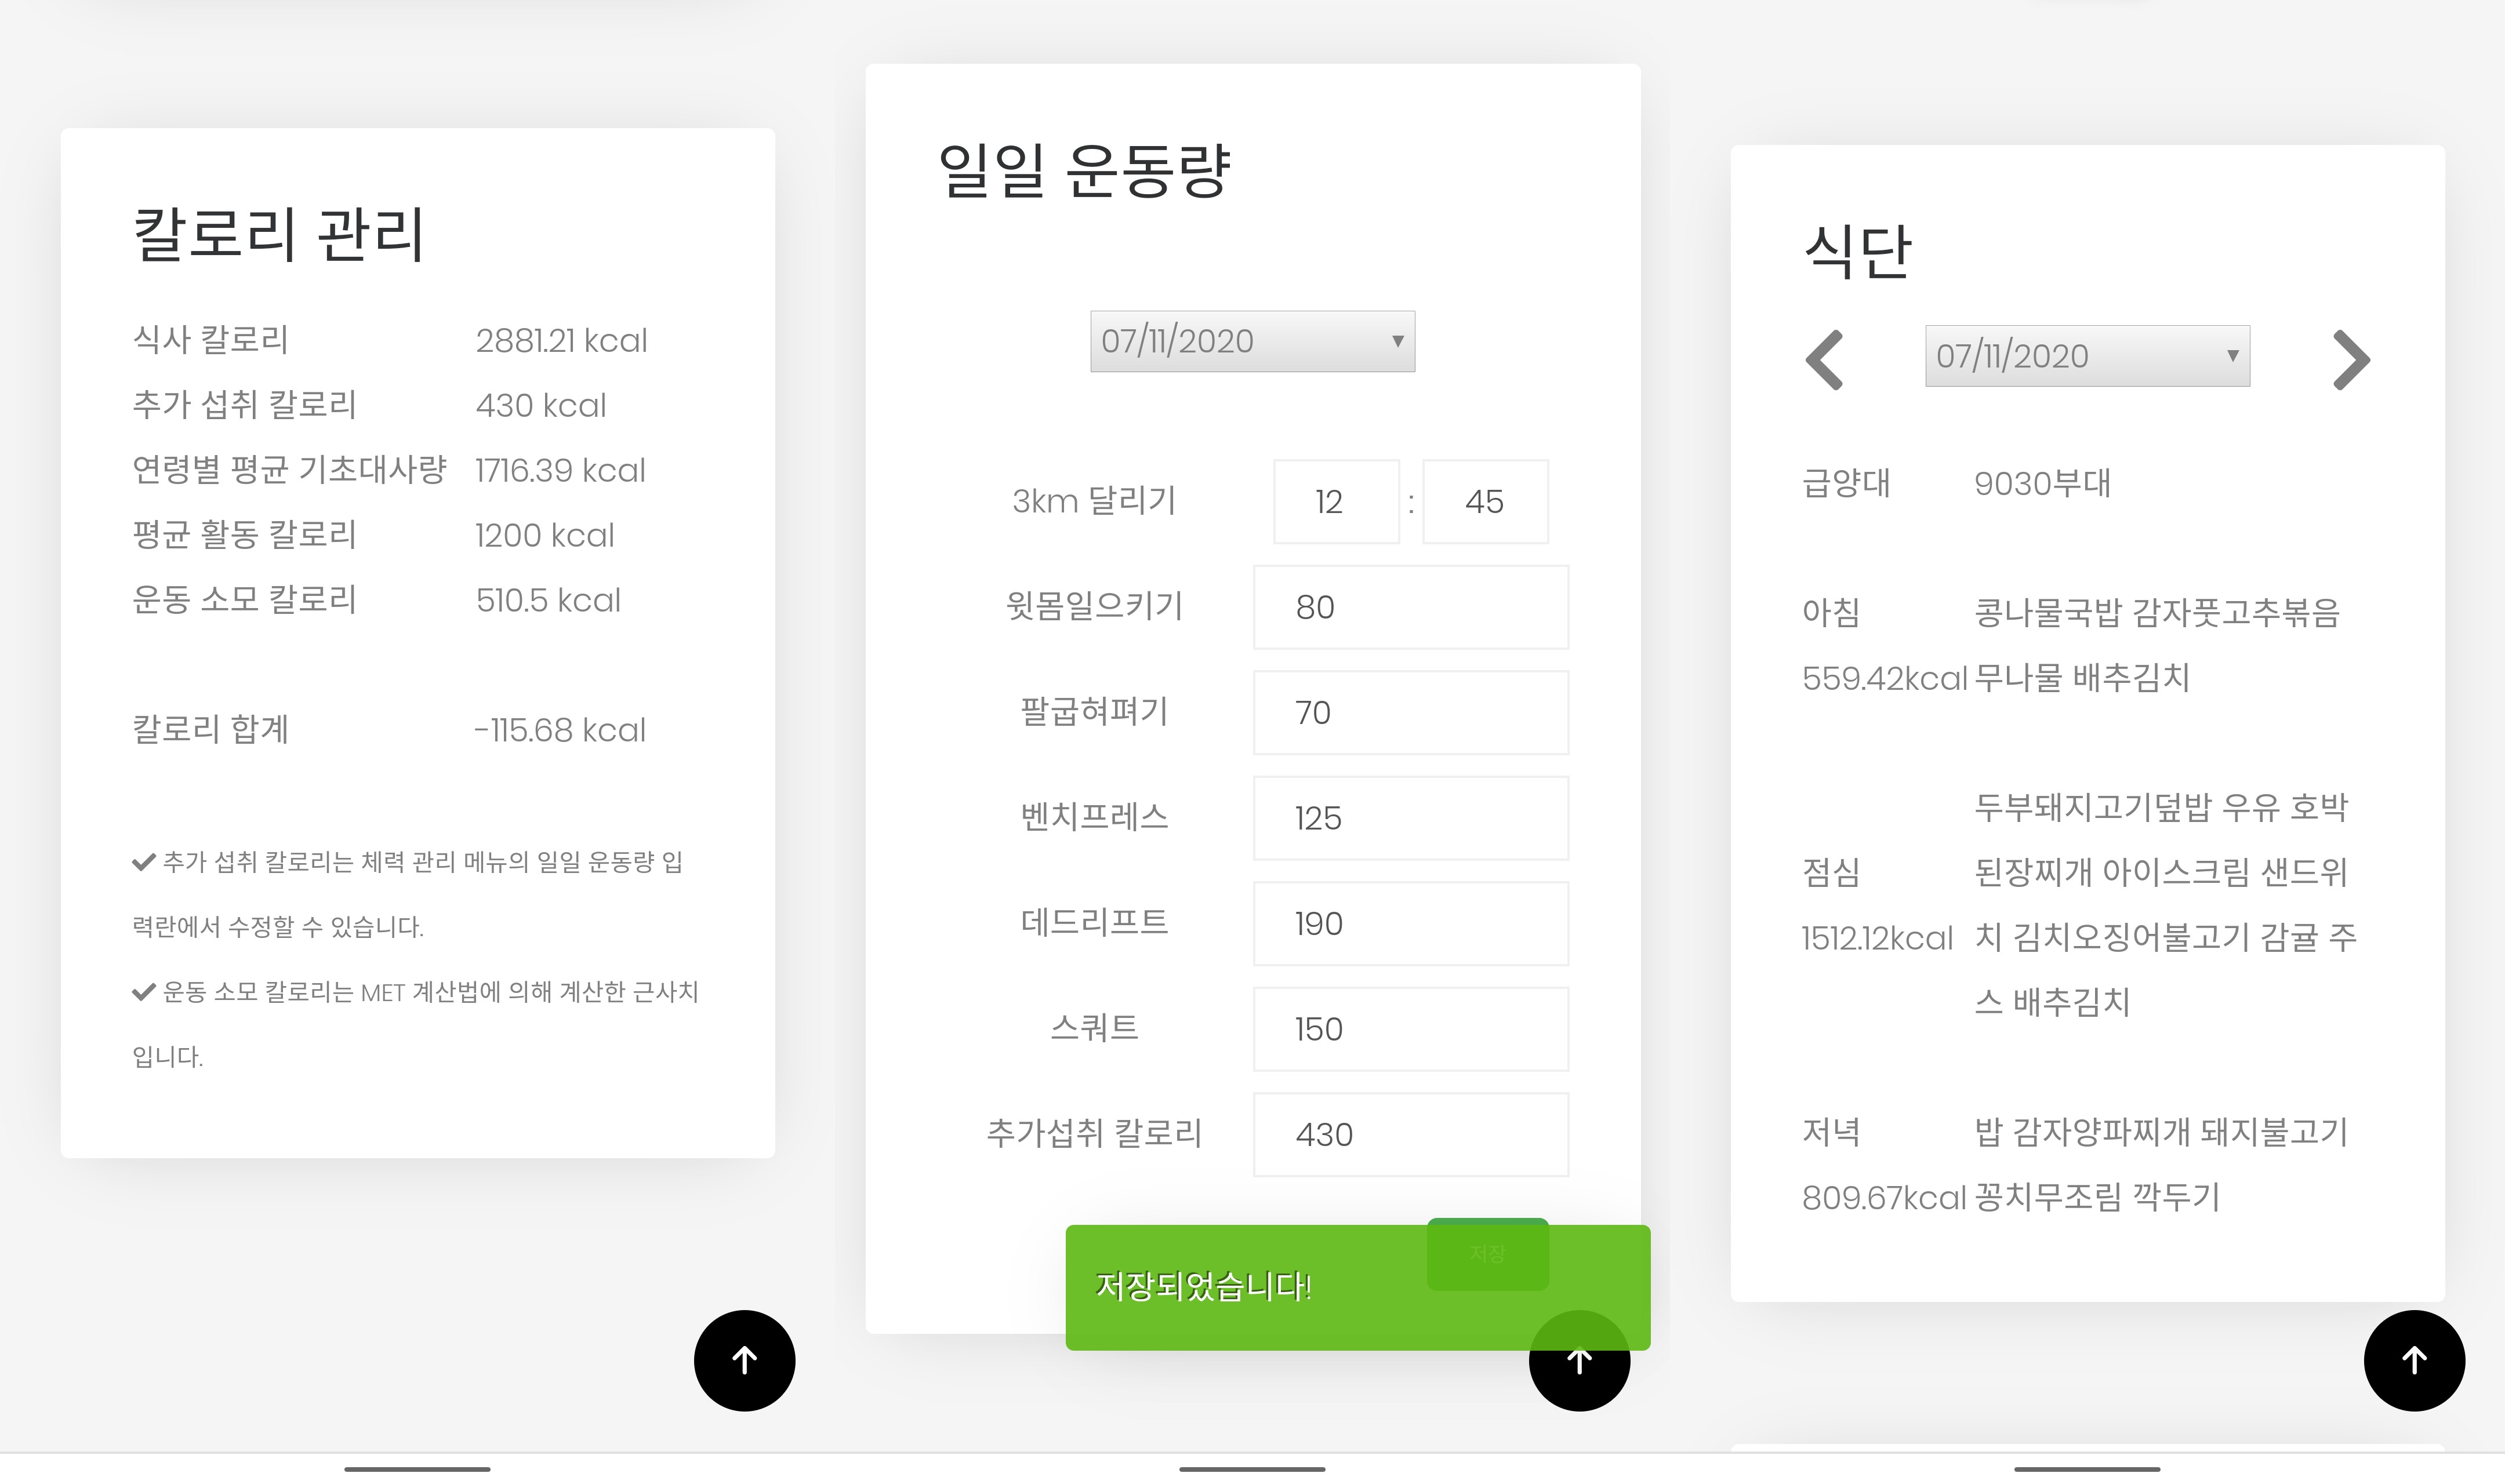 칼로리 관리
식사 칼로리 2881.21 kcal
추가 섭취 칼로리 430 kcal
연령별 평균 기초대사량 1716.39 kcal
평균 활동 칼로리 1200 kcal
운동 소모 칼로리 510.5 kcal
칼로리 합계 -115.68 kcal
추가 섭취 칼로리는 체력 관리 메뉴의 일일 운동량 입
력란에서 수정할 수 있습니다.
운동 소모 칼로리는 MET 계산법에 의해 계산한 근사치
입니다.
일일 운동량
07/11/2020
3km 달리기 12 : 45
윗몸일으키기 80
팔굽혀펴기 70
벤치프레스 125
데드리프트 190
스쿼트 150
추가섭취 칼로리 430
저장
저장되었습니다!
식단
07/11/2020
급양대 9030부대
아침 콩나물국밥 감자풋고추볶음
559.42kcal 무나물 배추김치
두부돼지고기덮밥 우유 호박
점심 된장찌개 아이스크림 샌드위
1512.12kcal 치 김치오징어불고기 감귤 주
스 배추김치
저녁 밥 감자양파찌개 돼지불고기
809.67kcal 꽁치무조림 깍두기